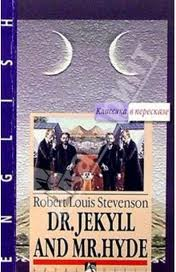 ENGLISH
Классика в пересказе
Robert Louis Stevenson
DR. JEKYLL
AND MR. HYDE